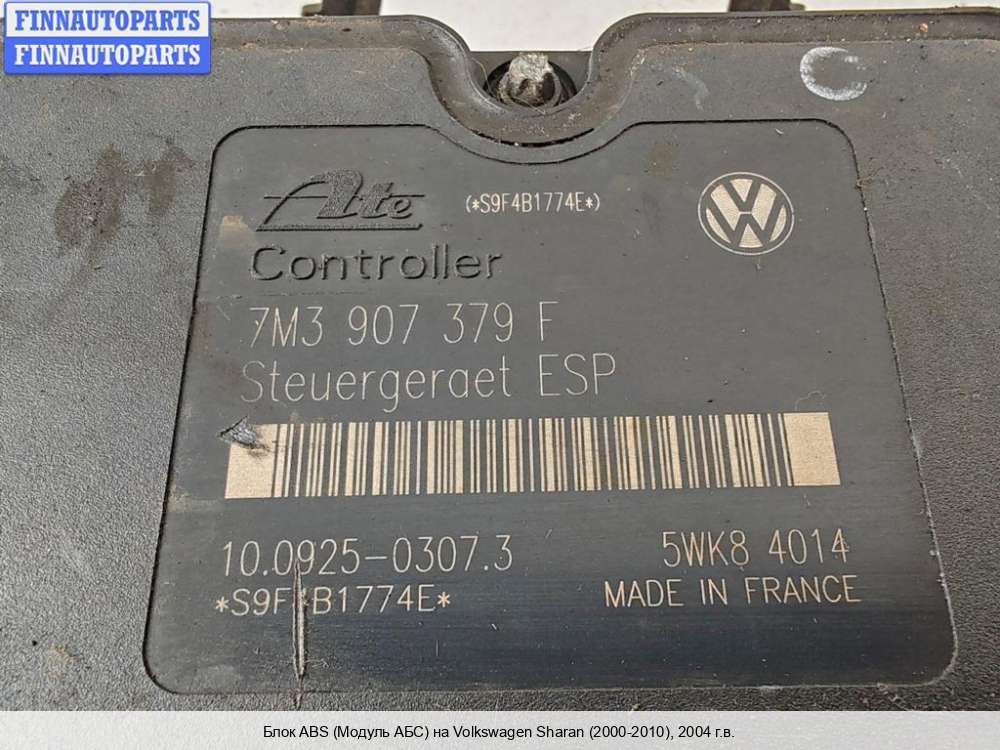 FINNAUTOPARTS
FINNAUTOPARTS
Ate
(*S9F4B1774E*)
Controller
7M3 907 379 F
Steuergeraet ESP
10.0925-0307.3
5WK8 4014
*S9F4B1774E*
MADE IN FRANCE
Блок ABS (Модуль АБС) на Volkswagen Sharan (2000-2010), 2004 г.в.